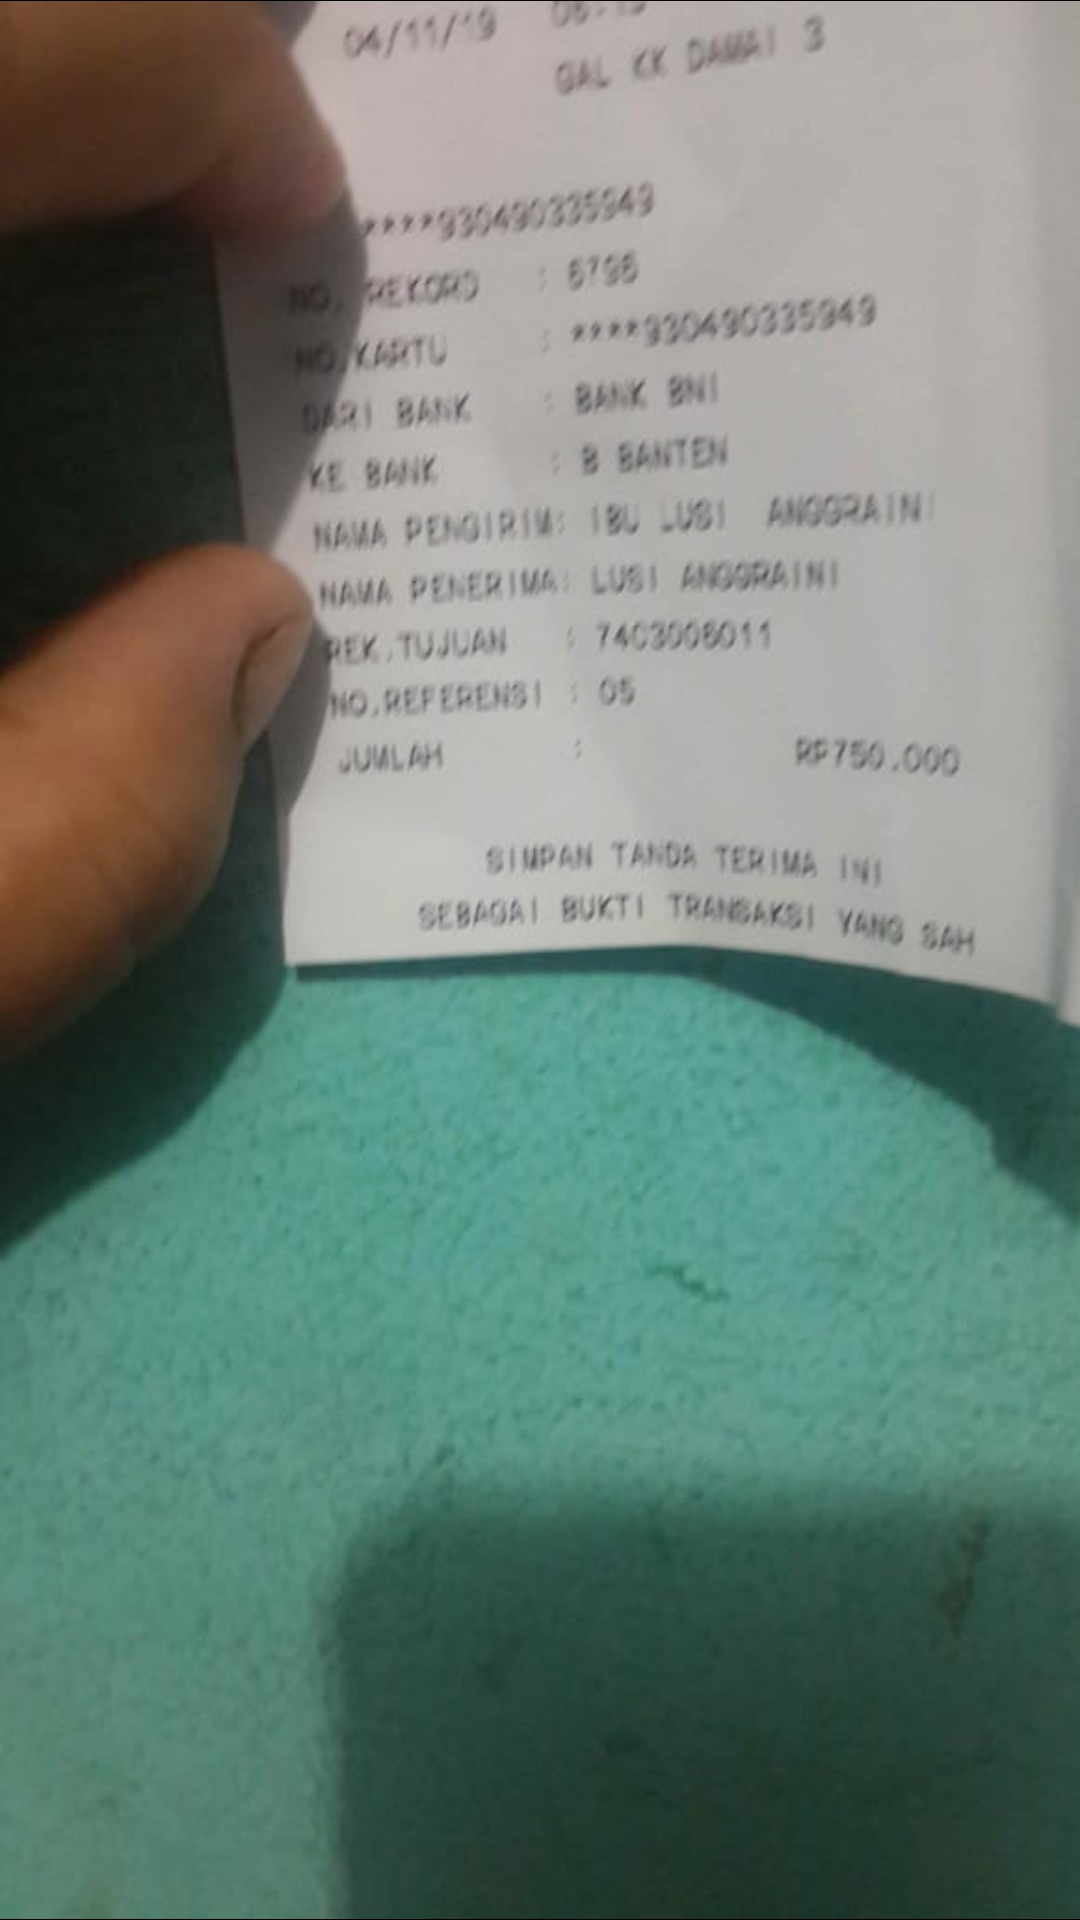 04/11/19
GAL KK DAMAI 3
****930490335949
NO. REKORD : 6796
NO.KARTU : ****930490335949
DARI BANK : BANK BNI
KE BANK : B BANTEN
NAMA PENGIRIM: IBU LUSI ANGGRAINI
NAMA PENERIMA: LUSI ANGGRAINI
REK.TUJUAN : 7403006011
NO.REFERENSI : 05
JUMLAH : RP750.000
SIMPAN TANDA TERIMA INI
SEBAGAI BUKTI TRANSAKSI YANG SAH